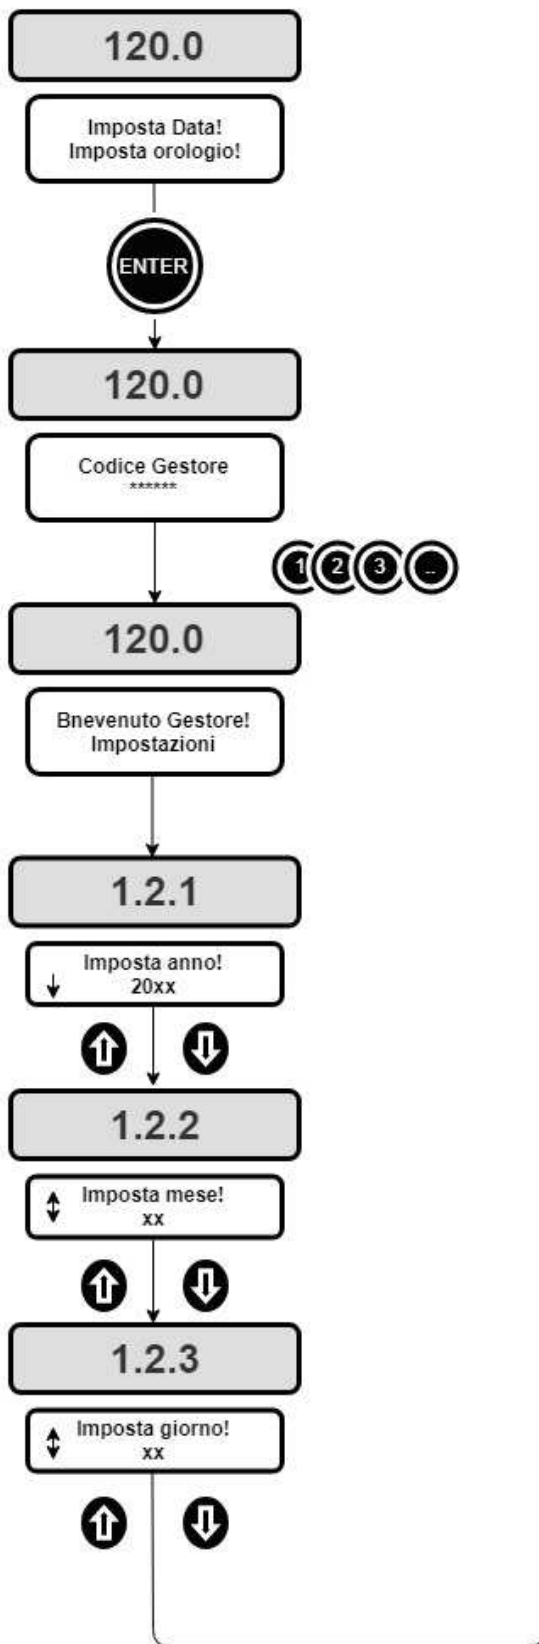 120.0
Imposta Data!
Imposta orologio!
ENTER
120.0
Codice Gestore
******
1 2 3 ..
120.0
Bnevenuto Gestore!
Impostazioni
1.2.1
Imposta anno!
20xx
1.2.2
Imposta mese!
xx
1.2.3
Imposta giorno!
xx